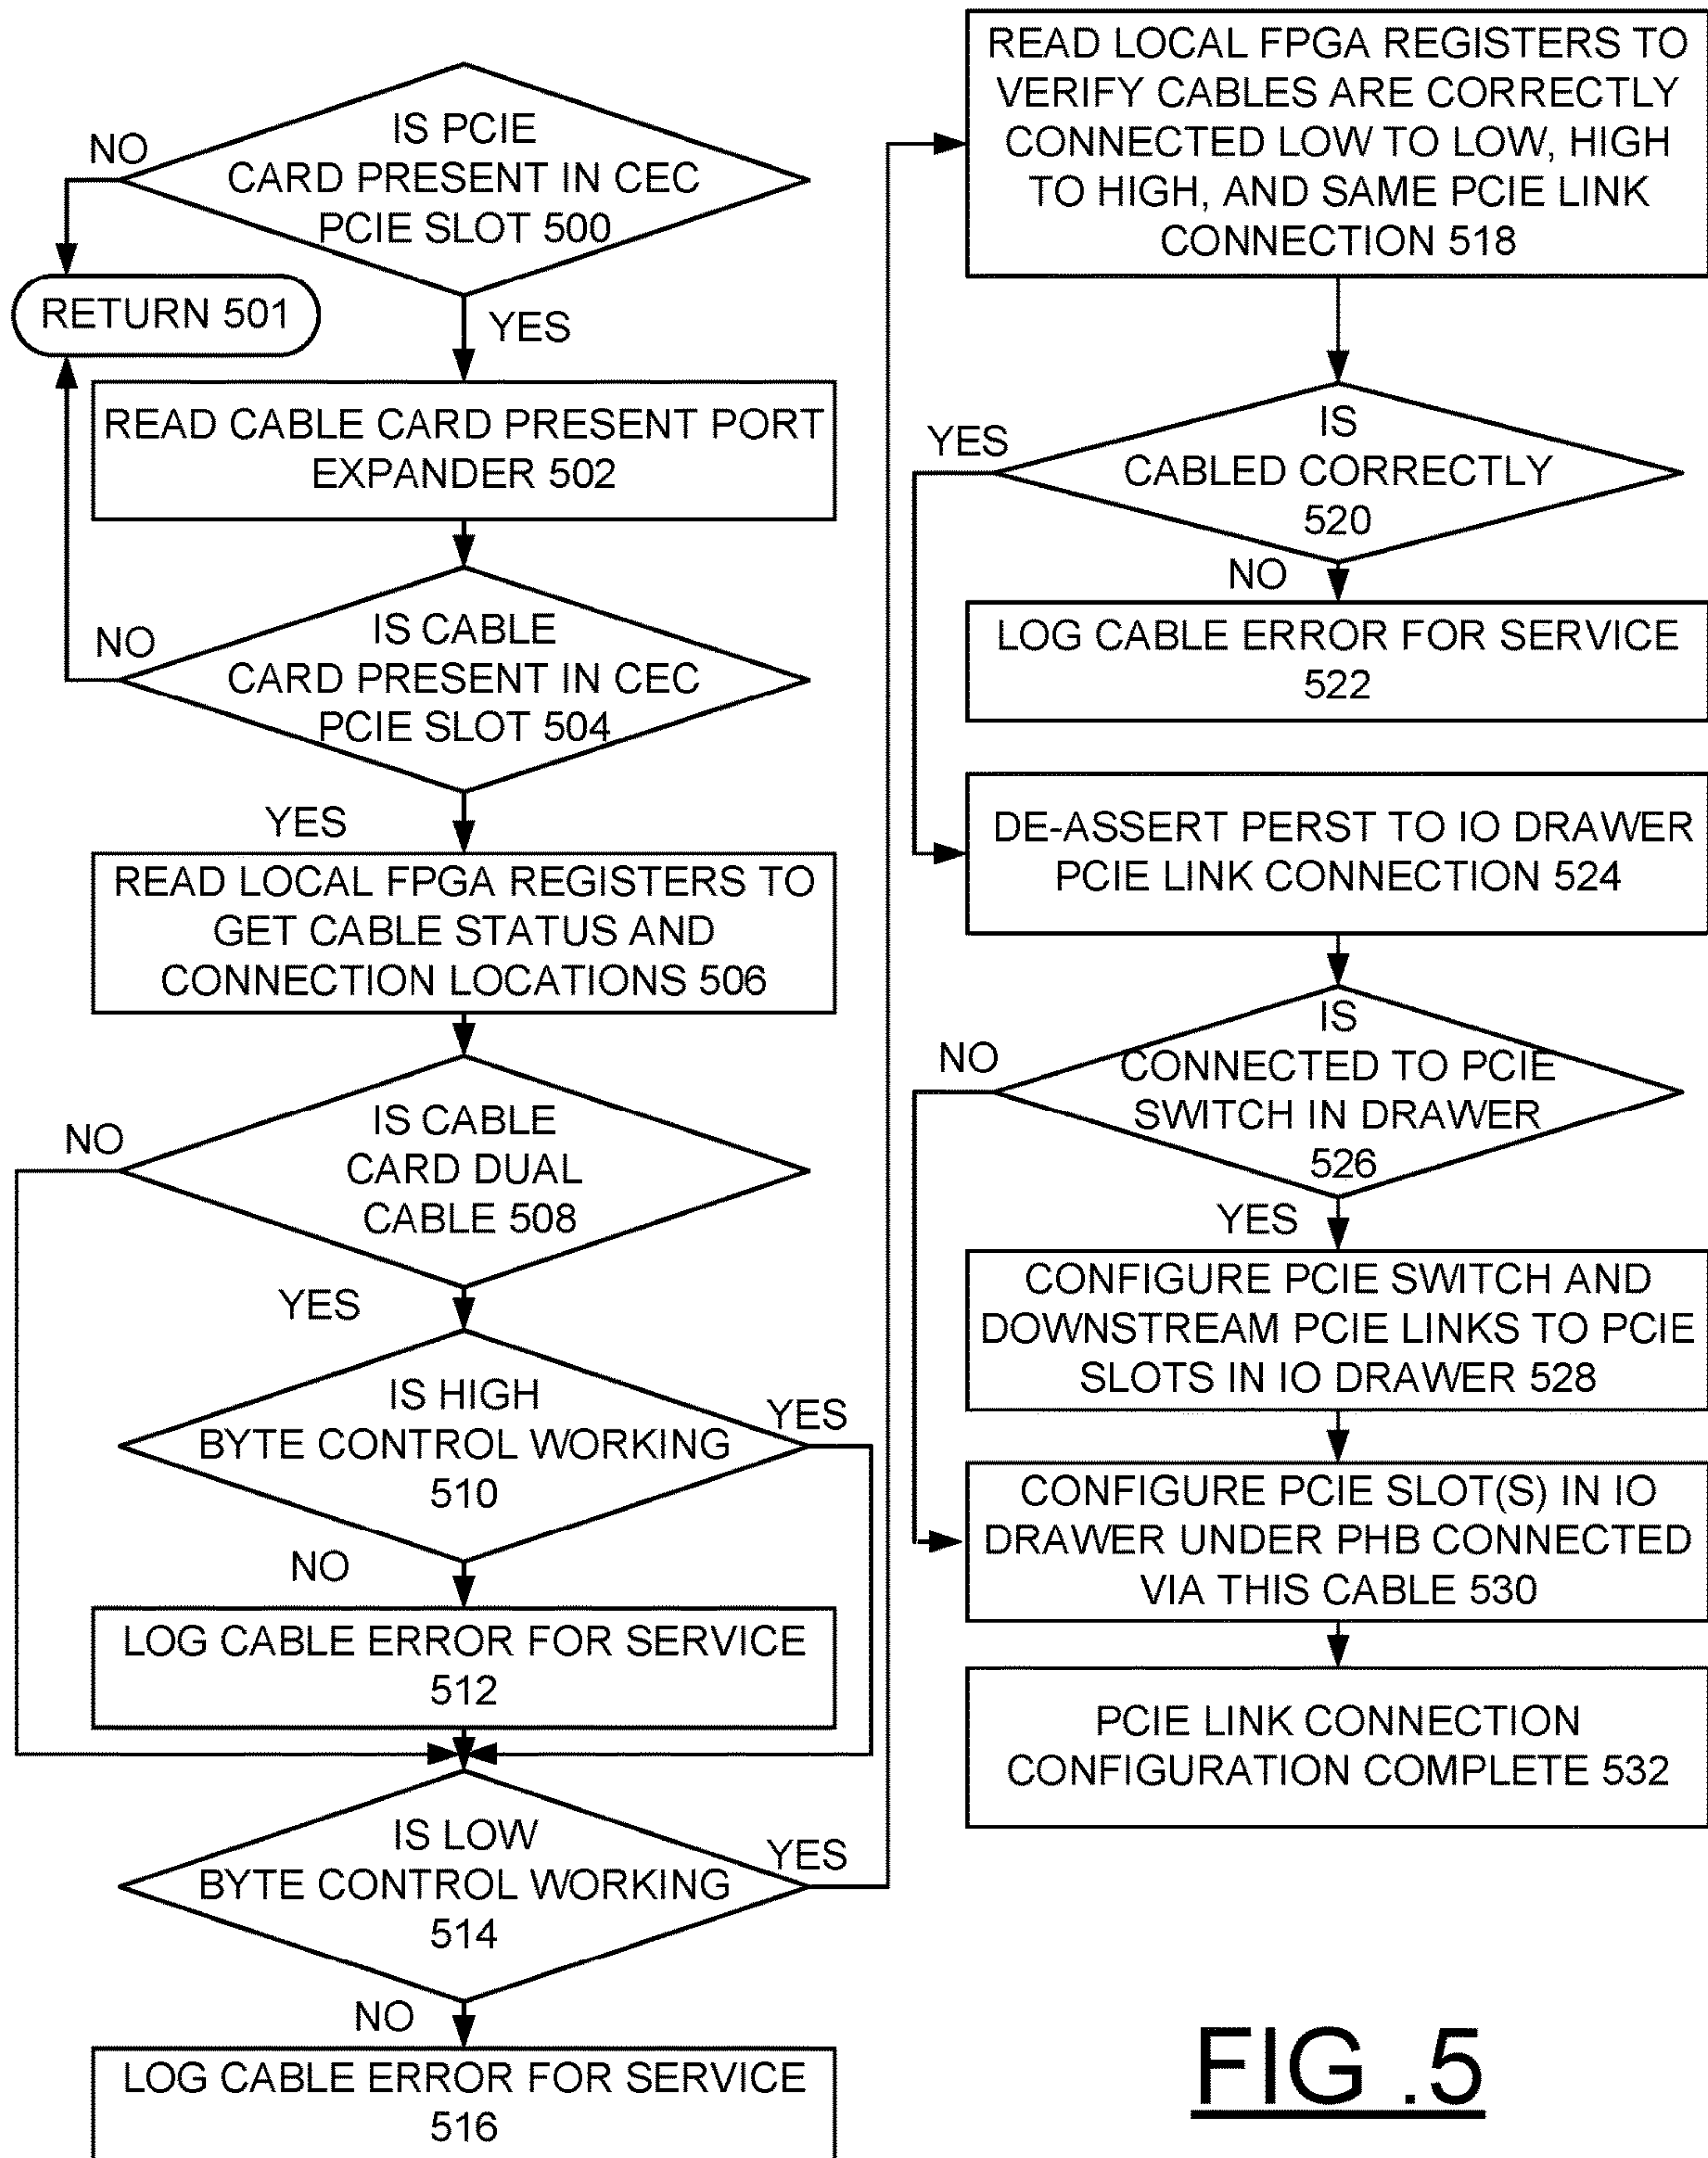 NO
IS PCIE
CARD PRESENT IN CEC
PCIE SLOT 500
RETURN 501
YES
READ CABLE CARD PRESENT PORT
EXPANDER 502
NO
IS CABLE
CARD PRESENT IN CEC
PCIE SLOT 504
YES
READ LOCAL FPGA REGISTERS TO
GET CABLE STATUS AND
CONNECTION LOCATIONS 506
NO
IS CABLE
CARD DUAL
CABLE 508
YES
IS HIGH
BYTE CONTROL WORKING
510
YES
NO
LOG CABLE ERROR FOR SERVICE
512
IS LOW
BYTE CONTROL WORKING
514
YES
NO
LOG CABLE ERROR FOR SERVICE
516
READ LOCAL FPGA REGISTERS TO
VERIFY CABLES ARE CORRECTLY
CONNECTED LOW TO LOW, HIGH
TO HIGH, AND SAME PCIE LINK
CONNECTION 518
YES
IS
CABLED CORRECTLY
520
NO
LOG CABLE ERROR FOR SERVICE
522
DE-ASSERT PERST TO IO DRAWER
PCIE LINK CONNECTION 524
NO
IS
CONNECTED TO PCIE
SWITCH IN DRAWER
526
YES
CONFIGURE PCIE SWITCH AND
DOWNSTREAM PCIE LINKS TO PCIE
SLOTS IN IO DRAWER 528
CONFIGURE PCIE SLOT(S) IN IO
DRAWER UNDER PHB CONNECTED
VIA THIS CABLE 530
PCIE LINK CONNECTION
CONFIGURATION COMPLETE 532
FIG .5